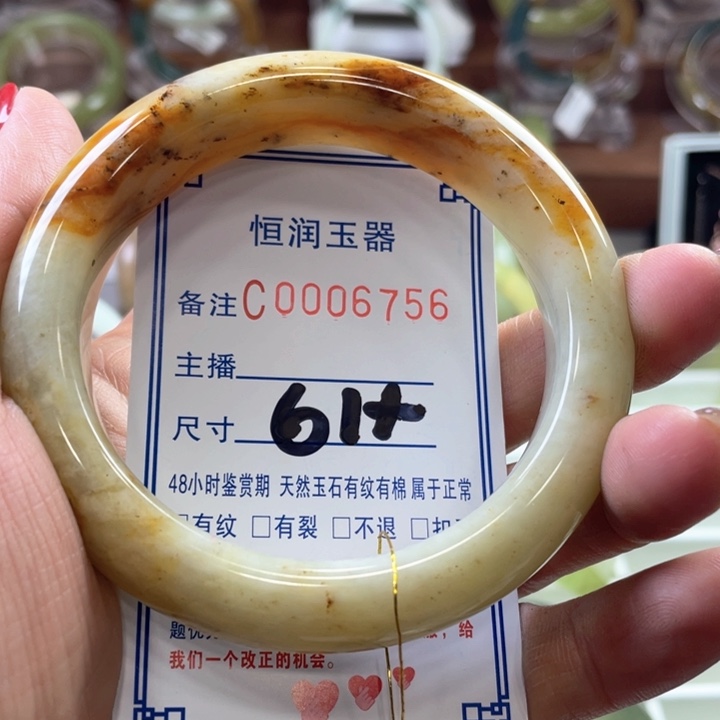 恒润玉器
备注C0006756
主播
尺寸 61+
48小时鉴赏期 天然玉石有纹有棉 属于正常
□有纹 □有裂 □不退 □
给
我们一个改正的机会。